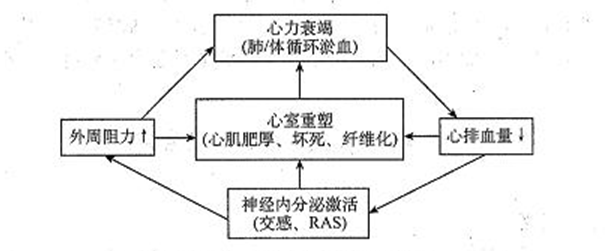 心力衰竭
(肺/体循环淤血)
外周阻力↑
心室重塑
(心肌肥厚、坏死、纤维化)
心排血量↓
神经内分泌激活
(交感、RAS)